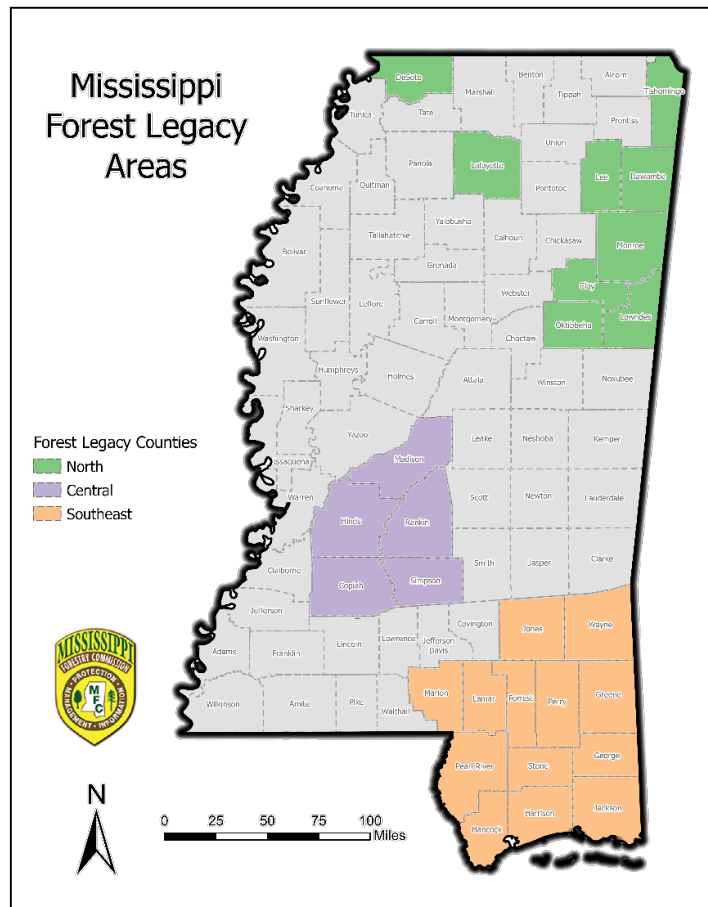 Mississippi
Forest Legacy
Areas
DeSoto
Marshall
Benton
Tippah
Alcorn
Tishomingo
Prentiss
Tunica
Tate
Union
Panola
Lafayette
Lee
Itawamba
Pontotoc
Coahoma
Quitman
Yalobusha
Tallahatchie
Calhoun
Chickasaw
Monroe
Bolivar
Grenada
Clay
Sunflower
Leflore
Webster
Carroll
Montgomery
Lowndes
Oktibbeha
Choctaw
Washington
Humphreys
Holmes
Attala
Winston
Noxubee
Sharkey
Yazoo
Leake
Neshoba
Kemper
Forest Legacy Counties
North
Central
Southeast
Issaquena
Madison
Warren
Scott
Newton
Lauderdale
Hinds
Rankin
Claiborne
Copiah
Simpson
Smith
Jasper
Clarke
Jefferson
Covington
Jones
Wayne
Adams
Franklin
Lincoln
Lawrence
Jefferson
Davis
Wilkinson
Amite
Pike
Walthall
Marion
Lamar
Forrest
Perry
Greene
Pearl River
Stone
George
Hancock
Harrison
Jackson
MISSISSIPPI
FORESTRY COMMISSION
PROTECTION
MANAGEMENT · INFORMATION
MFC
N
0 25 50 75 100
Miles